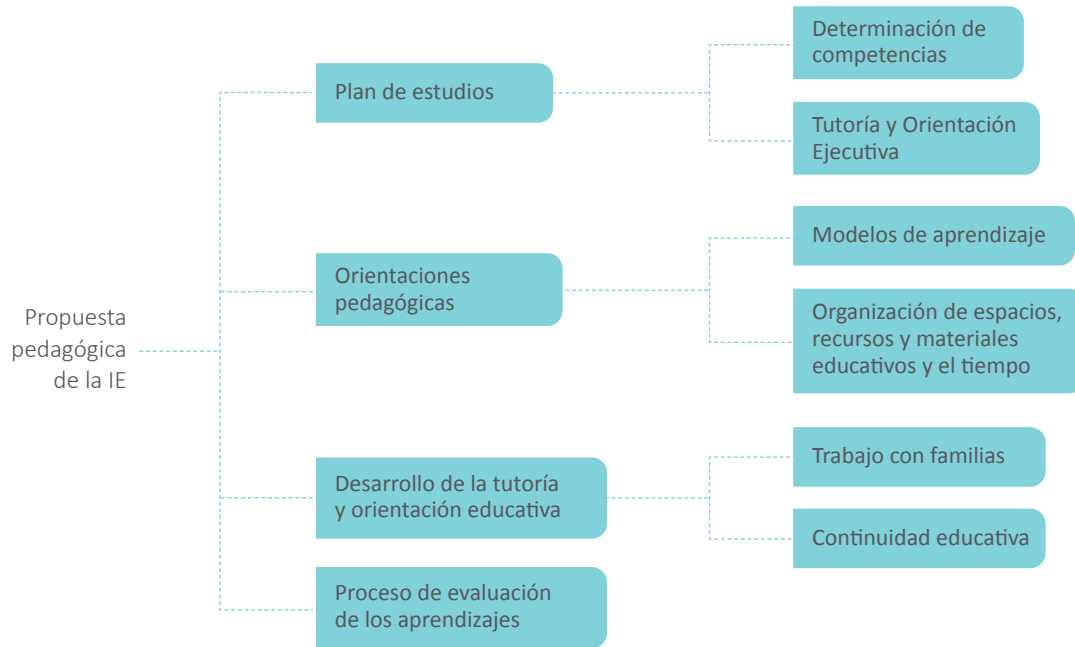 Propuesta
pedagógica
de la IE
Plan de estudios
Determinación de
competencias
Tutoría y Orientación
Ejecutiva
Orientaciones
pedagógicas
Modelos de aprendizaje
Organización de espacios,
recursos y materiales
educativos y el tiempo
Desarrollo de la tutoría
y orientación educativa
Trabajo con familias
Continuidad educativa
Proceso de evaluación
de los aprendizajes